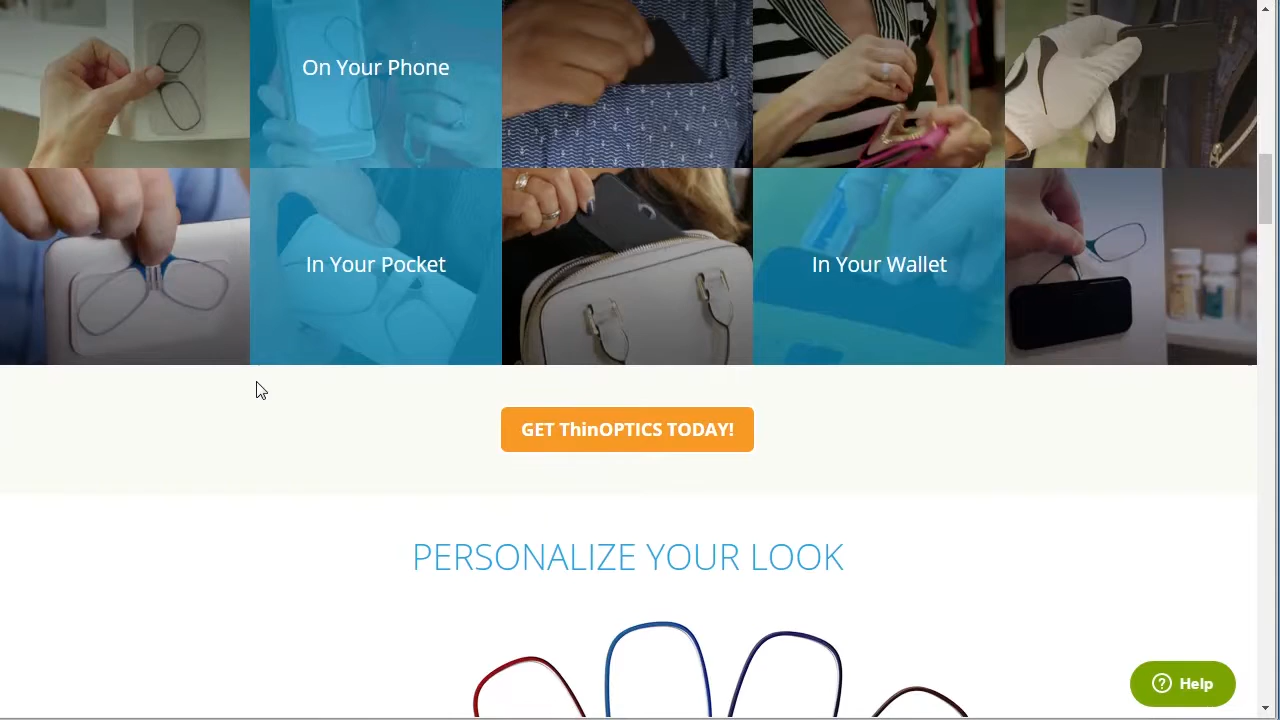 On Your Phone
In Your Pocket
In Your Wallet
GET ThinOPTICS TODAY!
PERSONALIZE YOUR LOOK
Help